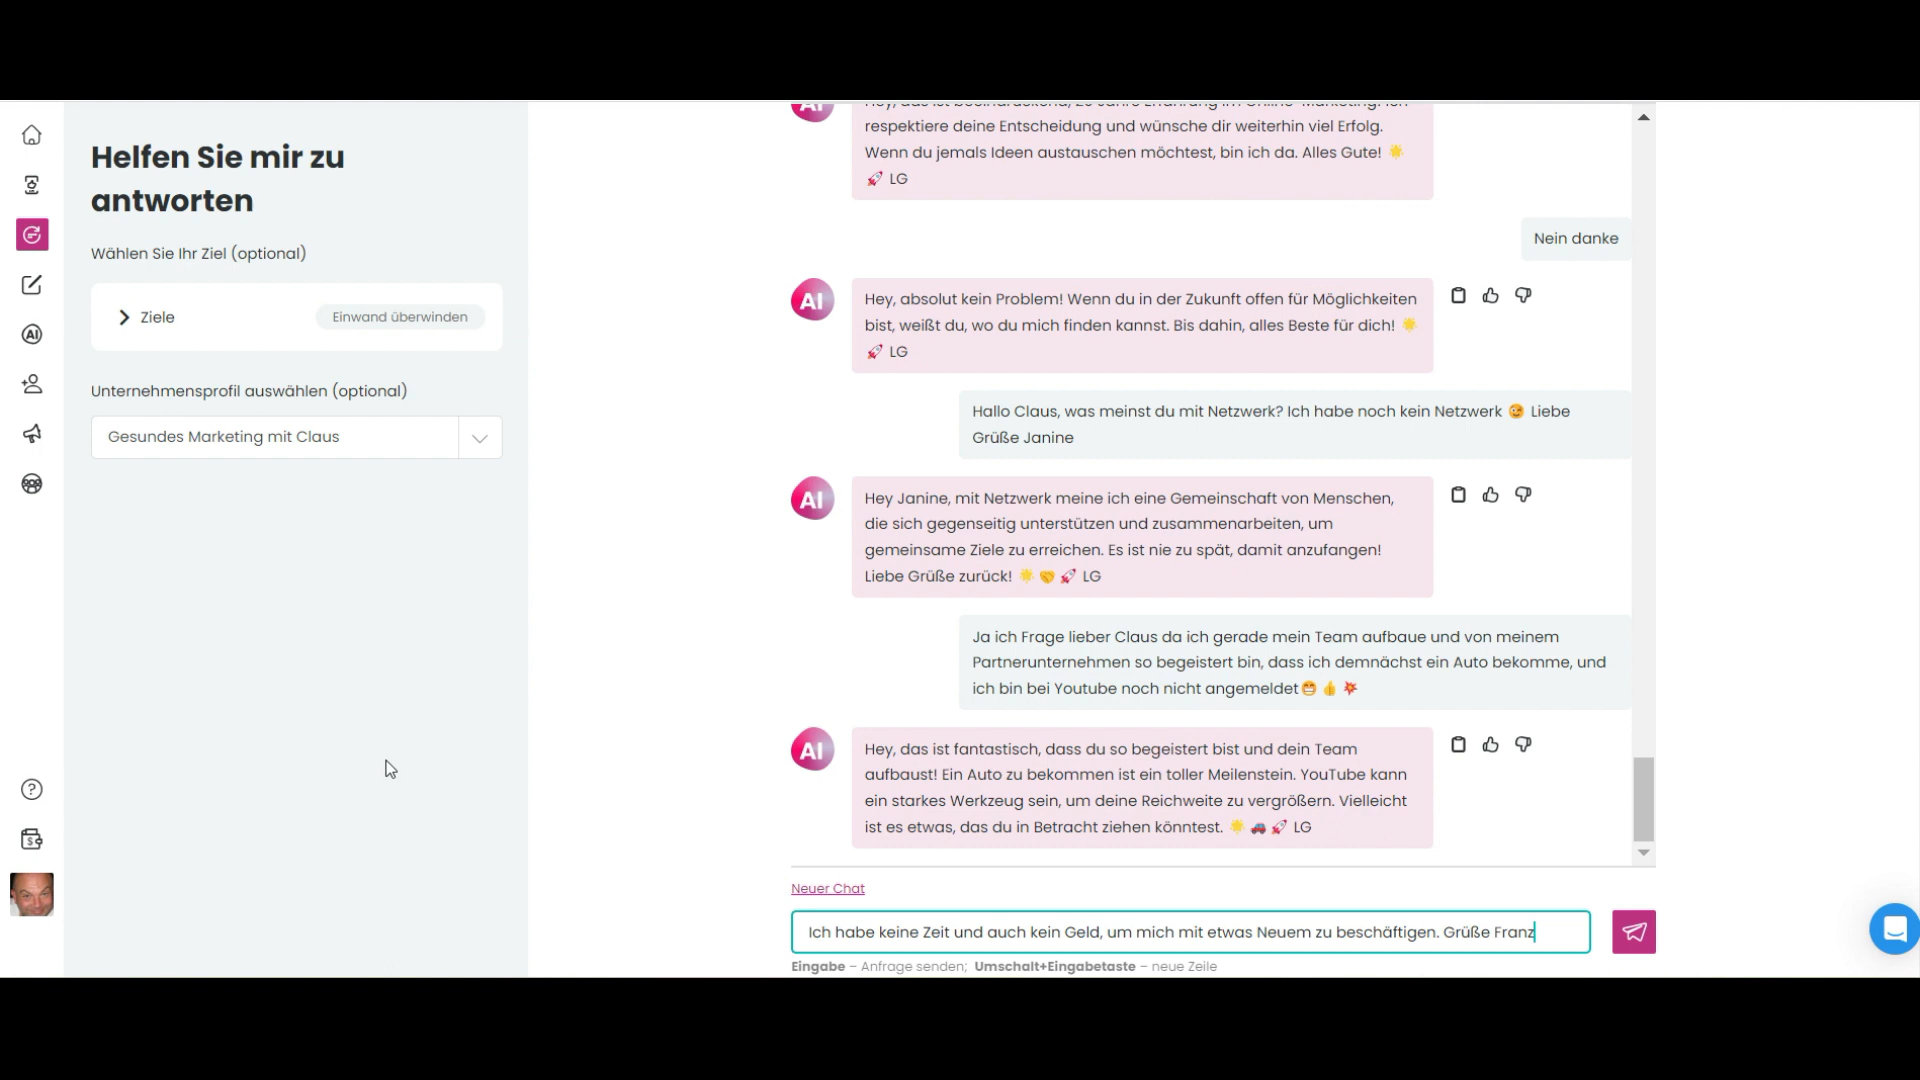 Helfen Sie mir zu
antworten
Wählen Sie Ihr Ziel (optional)
Ziele
Einwand überwinden
Unternehmensprofil auswählen (optional)
Gesundes Marketing mit Claus
respektiere deine Entscheidung und wünsche dir weiterhin viel Erfolg.
Wenn du jemals Ideen austauschen möchtest, bin ich da. Alles Gute! 🌟
🚀 LG
Nein danke
AI
Hey, absolut kein Problem! Wenn du in der Zukunft offen für Möglichkeiten
bist, weißt du, wo du mich finden kannst. Bis dahin, alles Beste für dich! 🌟
🚀 LG
Hallo Claus, was meinst du mit Netzwerk? Ich habe noch kein Netzwerk 😉 Liebe
Grüße Janine
AI
Hey Janine, mit Netzwerk meine ich eine Gemeinschaft von Menschen,
die sich gegenseitig unterstützen und zusammenarbeiten, um
gemeinsame Ziele zu erreichen. Es ist nie zu spät, damit anzufangen!
Liebe Grüße zurück! 🌟 🤝 🚀 LG
Ja ich Frage lieber Claus da ich gerade mein Team aufbaue und von meinem
Partnerunternehmen so begeistert bin, dass ich demnächst ein Auto bekomme, und
ich bin bei Youtube noch nicht angemeldet😁 👍 💥
AI
Hey, das ist fantastisch, dass du so begeistert bist und dein Team
aufbaust! Ein Auto zu bekommen ist ein toller Meilenstein. YouTube kann
ein starkes Werkzeug sein, um deine Reichweite zu vergrößern. Vielleicht
ist es etwas, das du in Betracht ziehen könntest. 🌟 🚗 🚀 LG
Neuer Chat
Ich habe keine Zeit und auch kein Geld, um mich mit etwas Neuem zu beschäftigen. Grüße Franz
Eingabe – Anfrage senden; Umschalt+Eingabetaste – neue Zeile